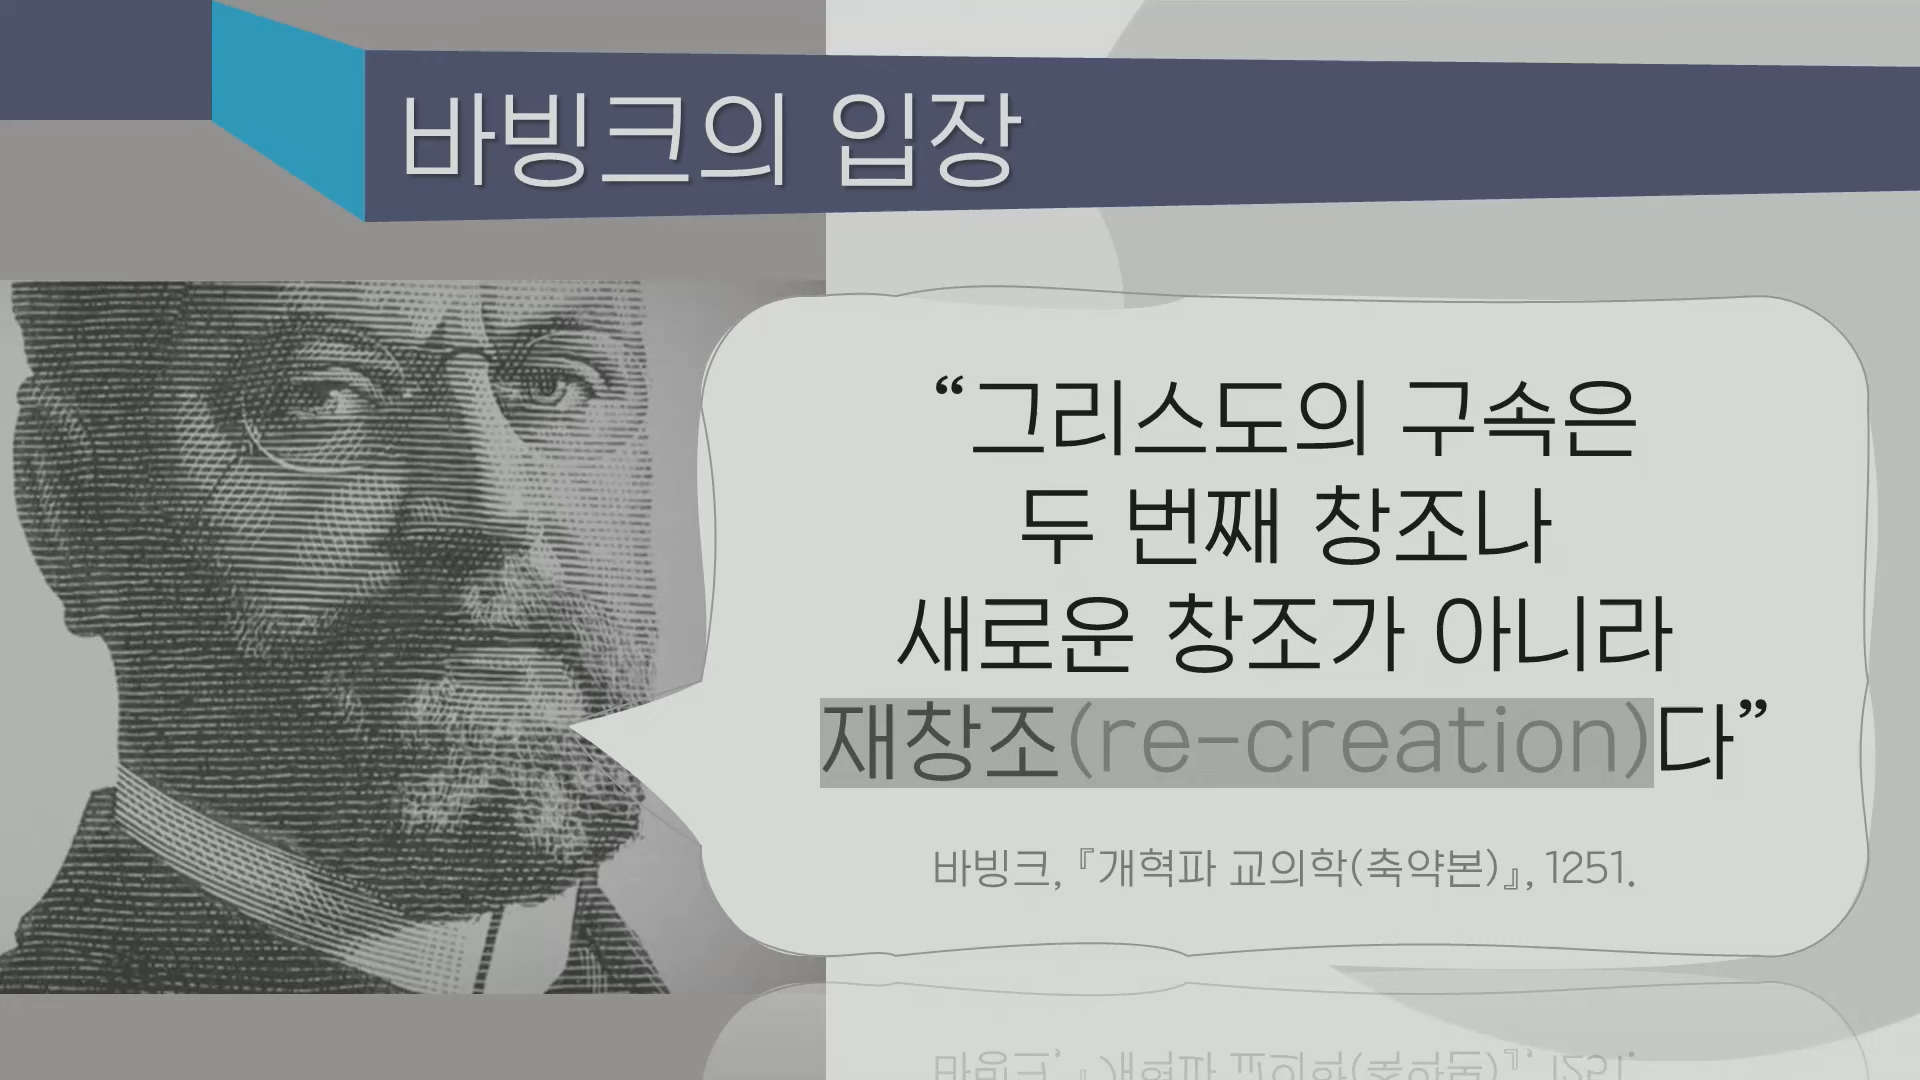 바빙크의 입장
“그리스도의 구속은
두 번째 창조나
새로운 창조가 아니라
재창조(re-creation)다”
바빙크, 『개혁파 교의학(축약본)』, 1251.